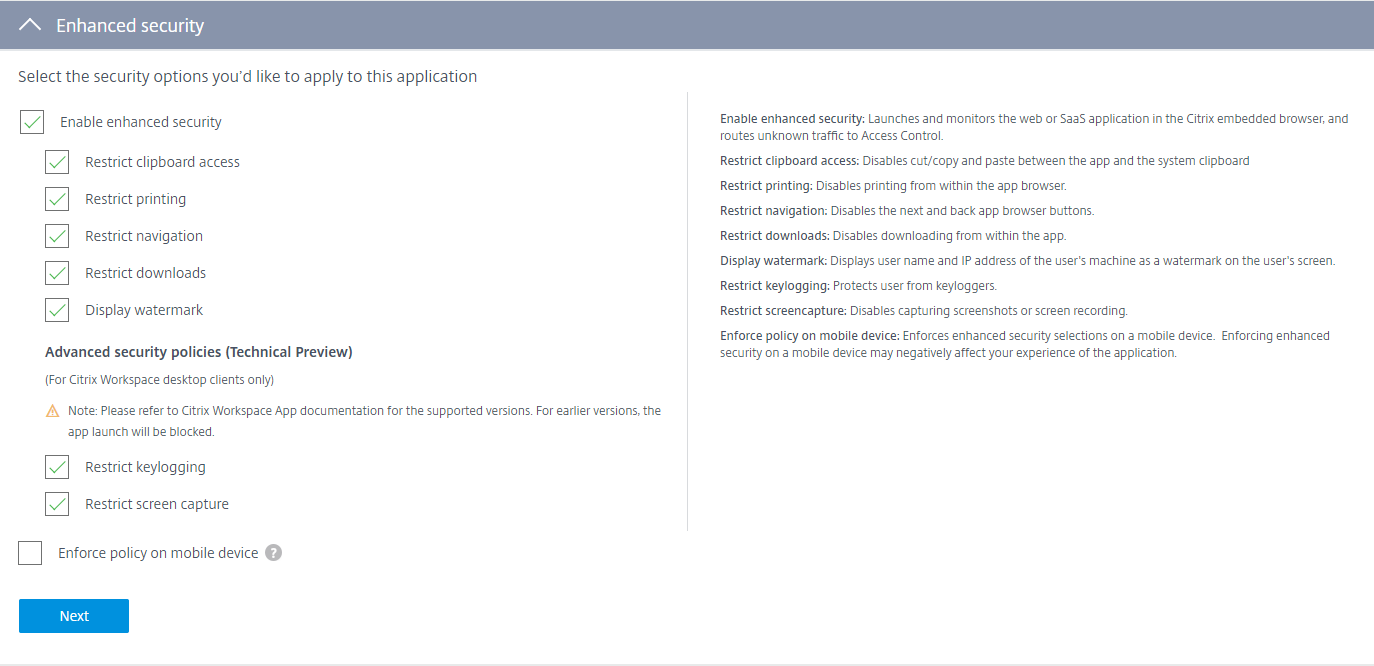 Enhanced security
Select the security options you'd like to apply to this application
Enable enhanced security
Restrict clipboard access
Restrict printing
Restrict navigation
Restrict downloads
Display watermark
Advanced security policies (Technical Preview)
(For Citrix Workspace desktop clients only)
Note: Please refer to Citrix Workspace App documentation for the supported versions. For earlier versions, the
app launch will be blocked.
Restrict keylogging
Restrict screen capture
Enforce policy on mobile device ?
Next
Enable enhanced security: Launches and monitors the web or SaaS application in the Citrix embedded browser, and
routes unknown traffic to Access Control.
Restrict clipboard access: Disables cut/copy and paste between the app and the system clipboard
Restrict printing: Disables printing from within the app browser.
Restrict navigation: Disables the next and back app browser buttons.
Restrict downloads: Disables downloading from within the app.
Display watermark: Displays user name and IP address of the user's machine as a watermark on the user's screen.
Restrict keylogging: Protects user from keyloggers.
Restrict screencapture: Disables capturing screenshots or screen recording.
Enforce policy on mobile device: Enforces enhanced security selections on a mobile device. Enforcing enhanced
security on a mobile device may negatively affect your experience of the application.